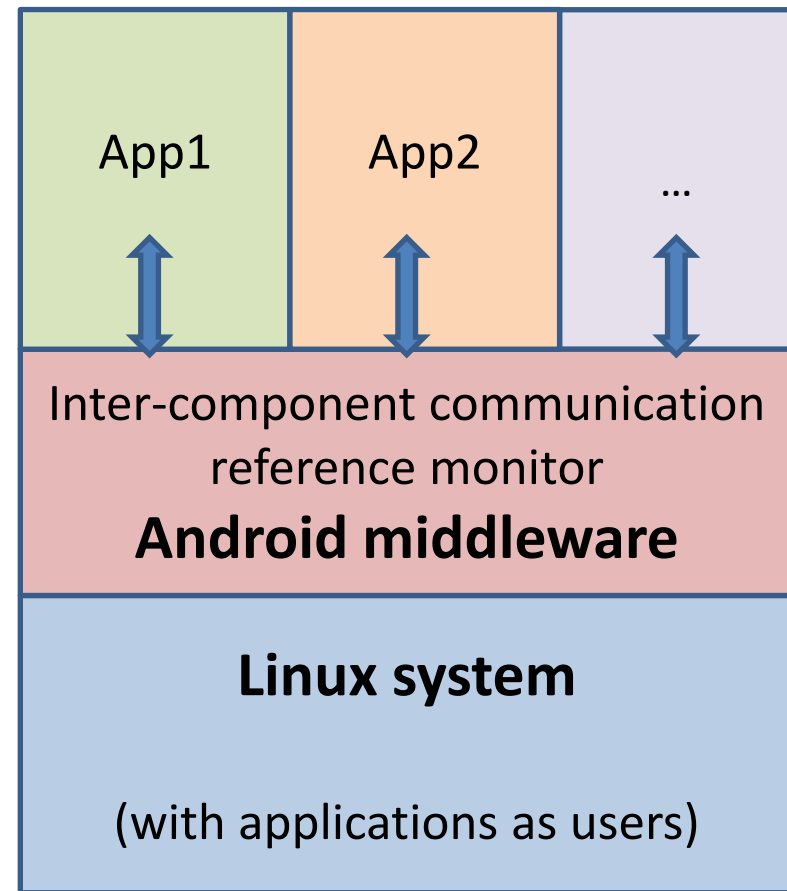 App1
App2
...
Inter-component communication
reference monitor
Android middleware
Linux system
(with applications as users)